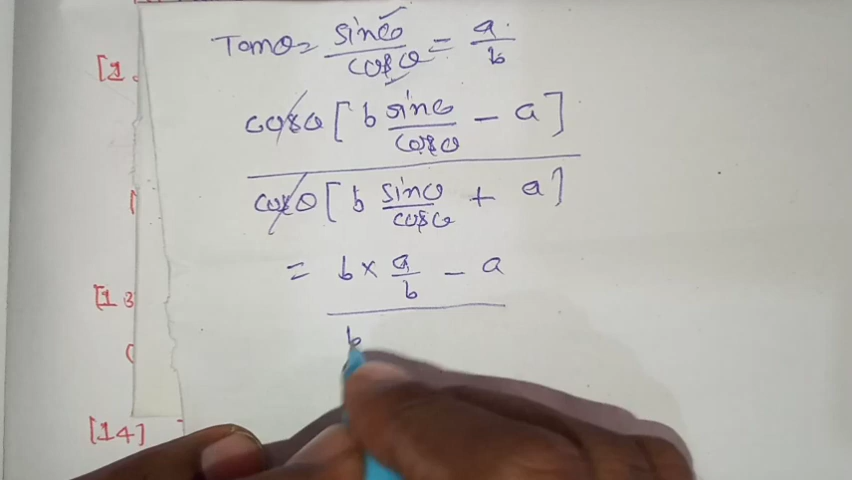 [1. Tanθ = sinθ/cosθ = a/b
cosθ [ b sinθ/cosθ - a ]
cosθ [ b sinθ/cosθ + a ]
= b × a/b - a
[13
b
[14]